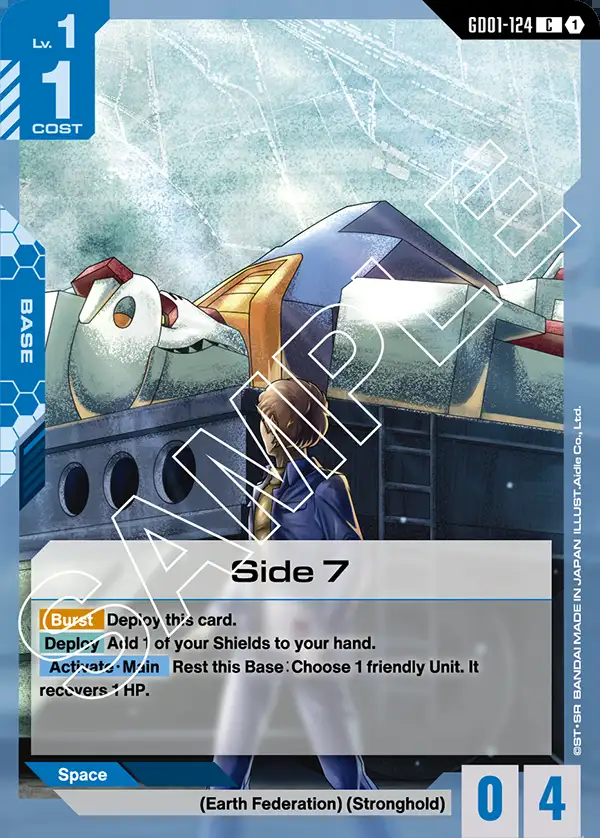 GD01-124 C 1
Lv. 1
1
COST
BASE
SAMPLE
Side 7
Burst Deploy this card.
Deploy Add 1 of your Shields to your hand.
Activate･Main Rest this Base：Choose 1 friendly Unit. It
recovers 1 HP.
Space
(Earth Federation) (Stronghold)
0 4
©ST･SR BANDAI MADE IN JAPAN ILLUST.Aidie Co., Ltd.